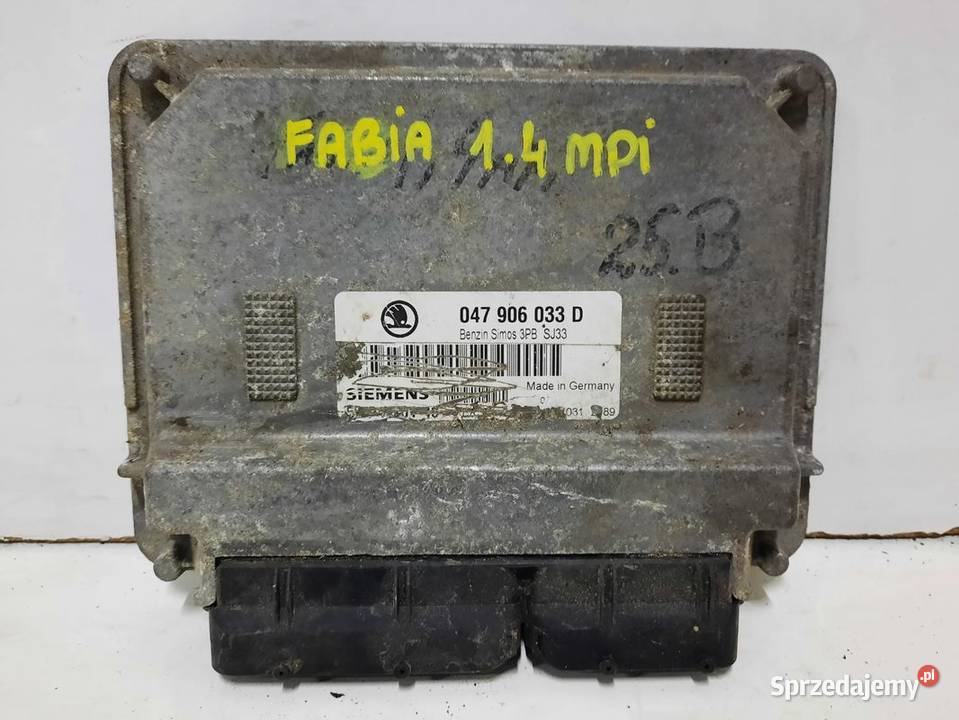 FABiA 1.4 MPi
25.B
047 906 033 D
Benzin Simos 3PB SJ33
Made in Germany
SIEMENS
Sprzedajemy.pl